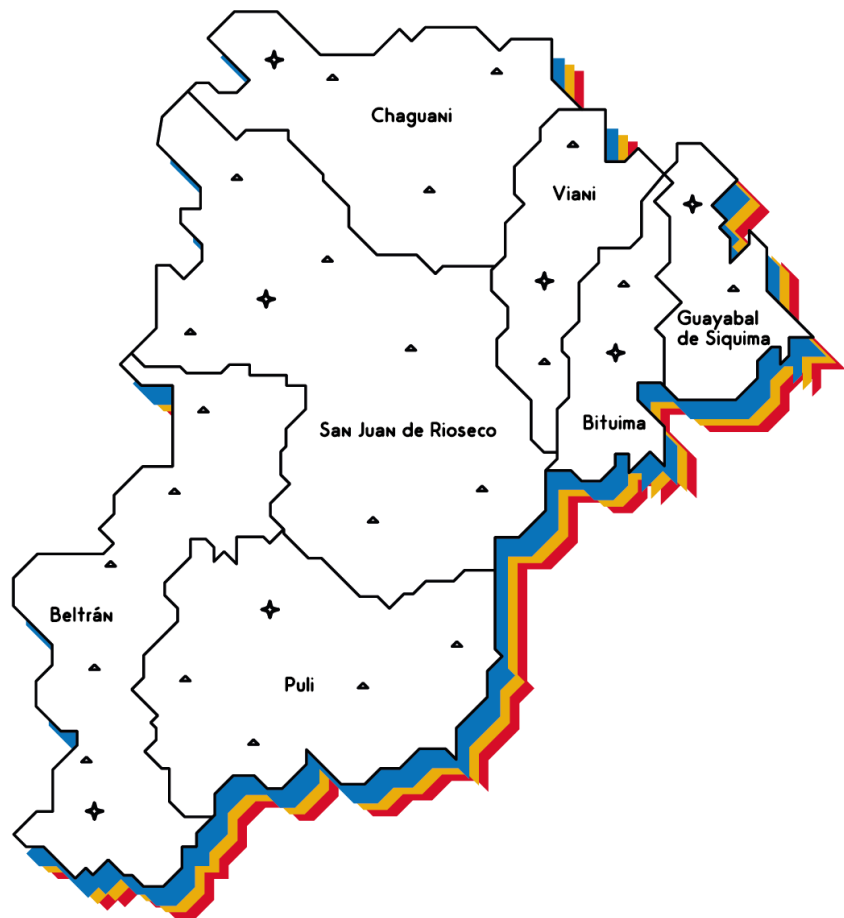 Chaguani
Viani
Guayabal
de Siquima
San Juan de Rioseco
Bituima
Beltrán
Puli